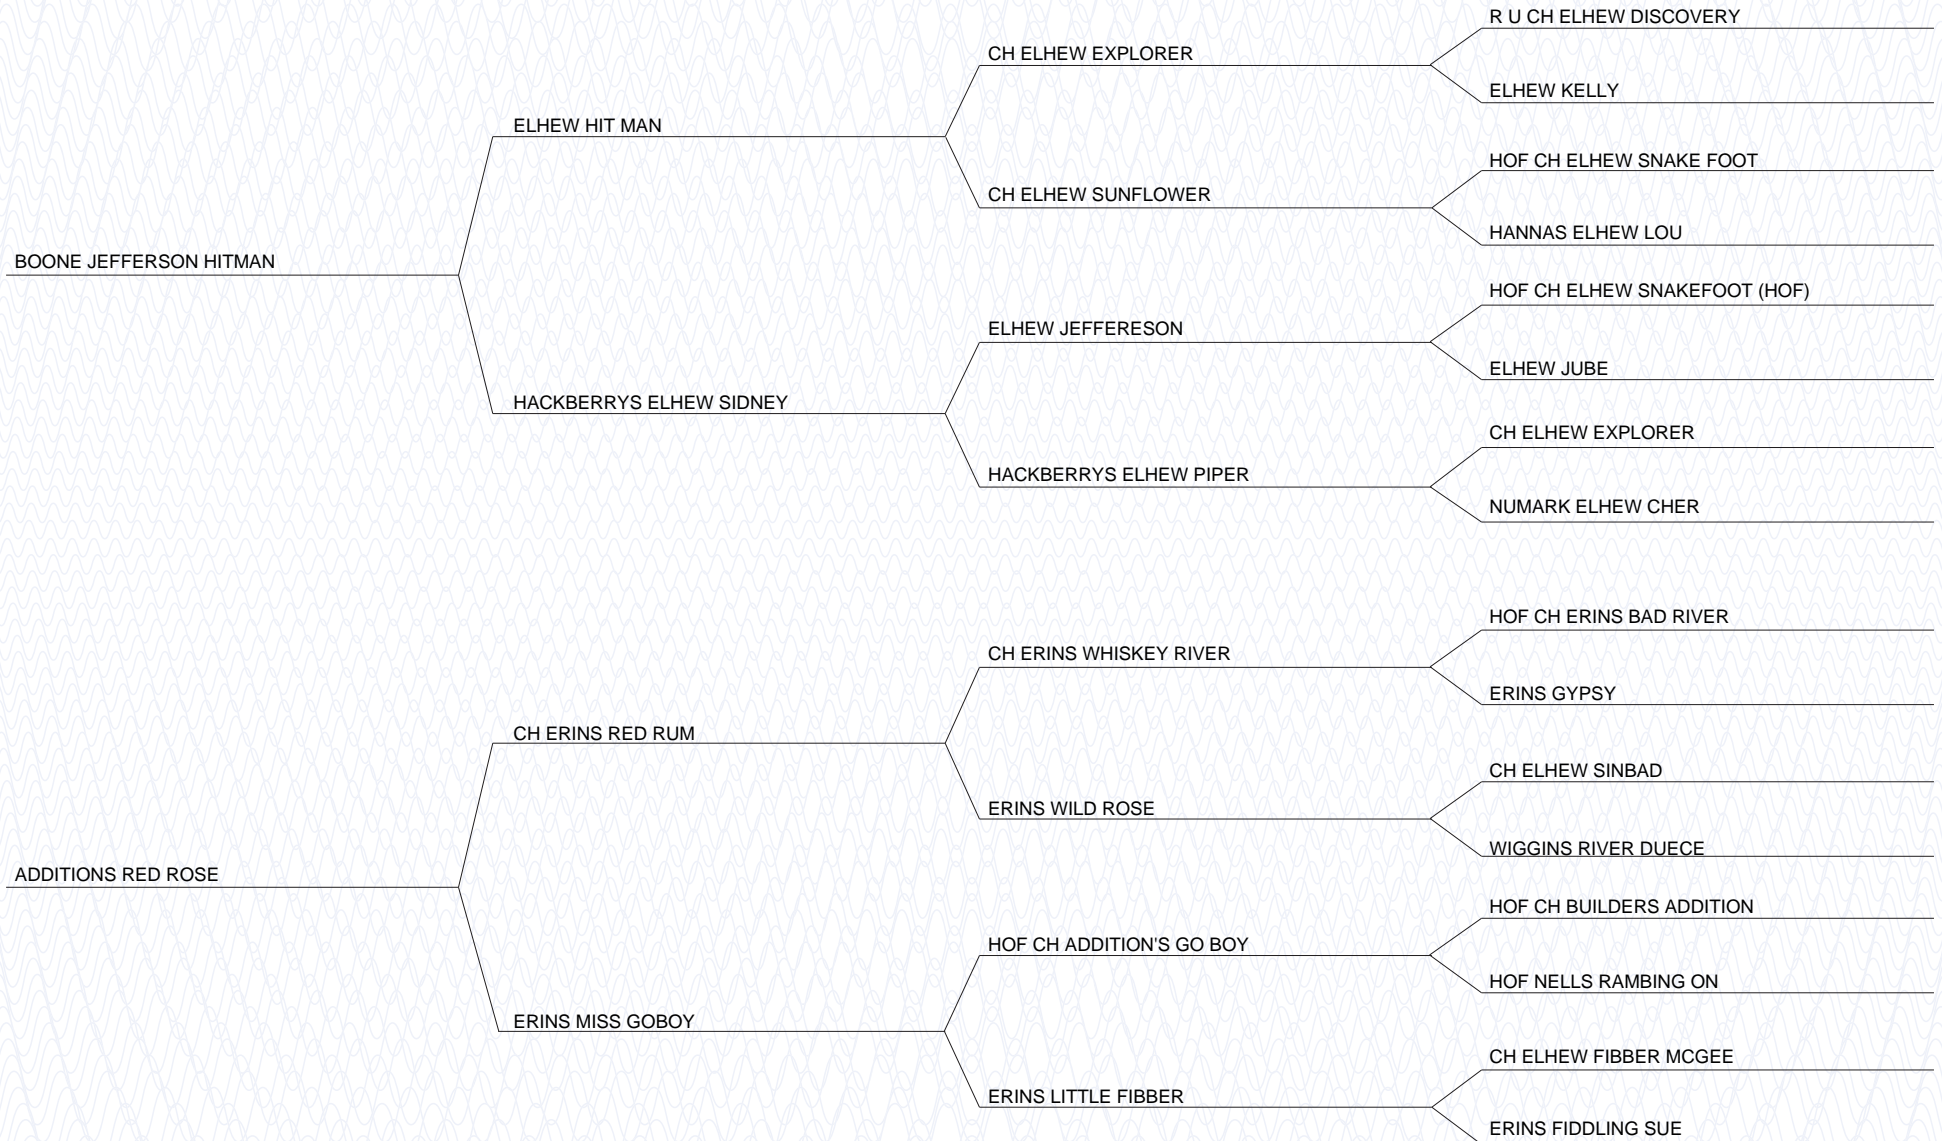 R U CH ELHEW DISCOVERY
CH ELHEW EXPLORER
ELHEW KELLY
ELHEW HIT MAN
HOF CH ELHEW SNAKE FOOT
CH ELHEW SUNFLOWER
HANNAS ELHEW LOU
BOONE JEFFERSON HITMAN
HOF CH ELHEW SNAKEFOOT (HOF)
ELHEW JEFFERESON
ELHEW JUBE
HACKBERRYS ELHEW SIDNEY
CH ELHEW EXPLORER
HACKBERRYS ELHEW PIPER
NUMARK ELHEW CHER
HOF CH ERINS BAD RIVER
CH ERINS WHISKEY RIVER
ERINS GYPSY
CH ERINS RED RUM
CH ELHEW SINBAD
ERINS WILD ROSE
WIGGINS RIVER DUECE
ADDITIONS RED ROSE
HOF CH BUILDERS ADDITION
HOF CH ADDITION'S GO BOY
HOF NELLS RAMBING ON
ERINS MISS GOBOY
CH ELHEW FIBBER MCGEE
ERINS LITTLE FIBBER
ERINS FIDDLING SUE